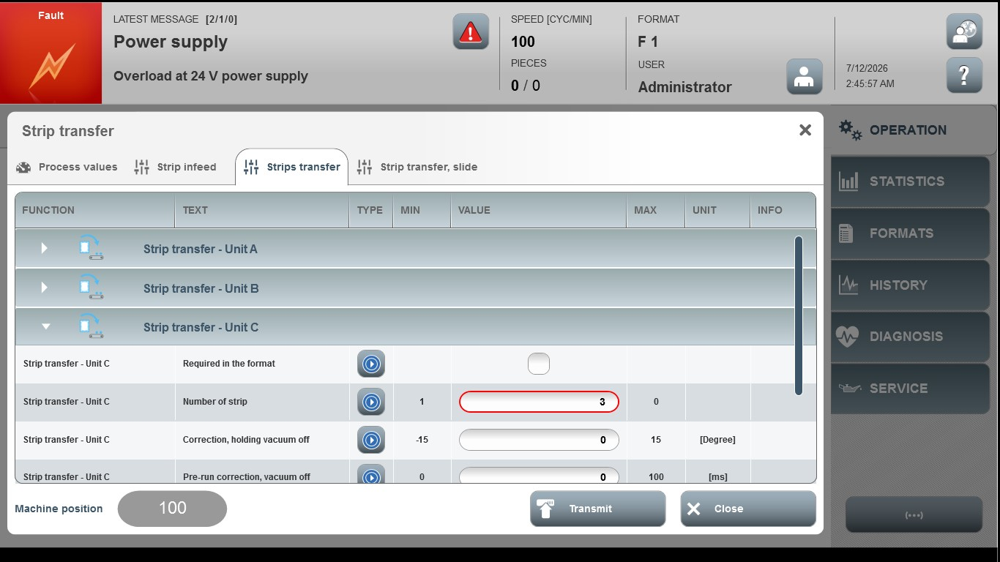 Fault
LATEST MESSAGE [2/1/0]
Power supply
Overload at 24 V power supply
SPEED [CYC/MIN]
100
PIECES
0 / 0
FORMAT
F 1
USER
Administrator
7/12/2026
2:45:57 AM
?
Strip transfer
Process values
Strip infeed
Strips transfer
Strip transfer, slide
FUNCTION TEXT TYPE MIN VALUE MAX UNIT INFO
Strip transfer - Unit A
Strip transfer - Unit B
Strip transfer - Unit C
Strip transfer - Unit C Required in the format
Strip transfer - Unit C Number of strip 1 3 0
Strip transfer - Unit C Correction, holding vacuum off -15 0 15 [Degree]
Strip transfer - Unit C Pre-run correction, vacuum off 0 0 100 [ms]
Machine position 100
Transmit
Close
OPERATION
STATISTICS
FORMATS
HISTORY
DIAGNOSIS
SERVICE
(•••)